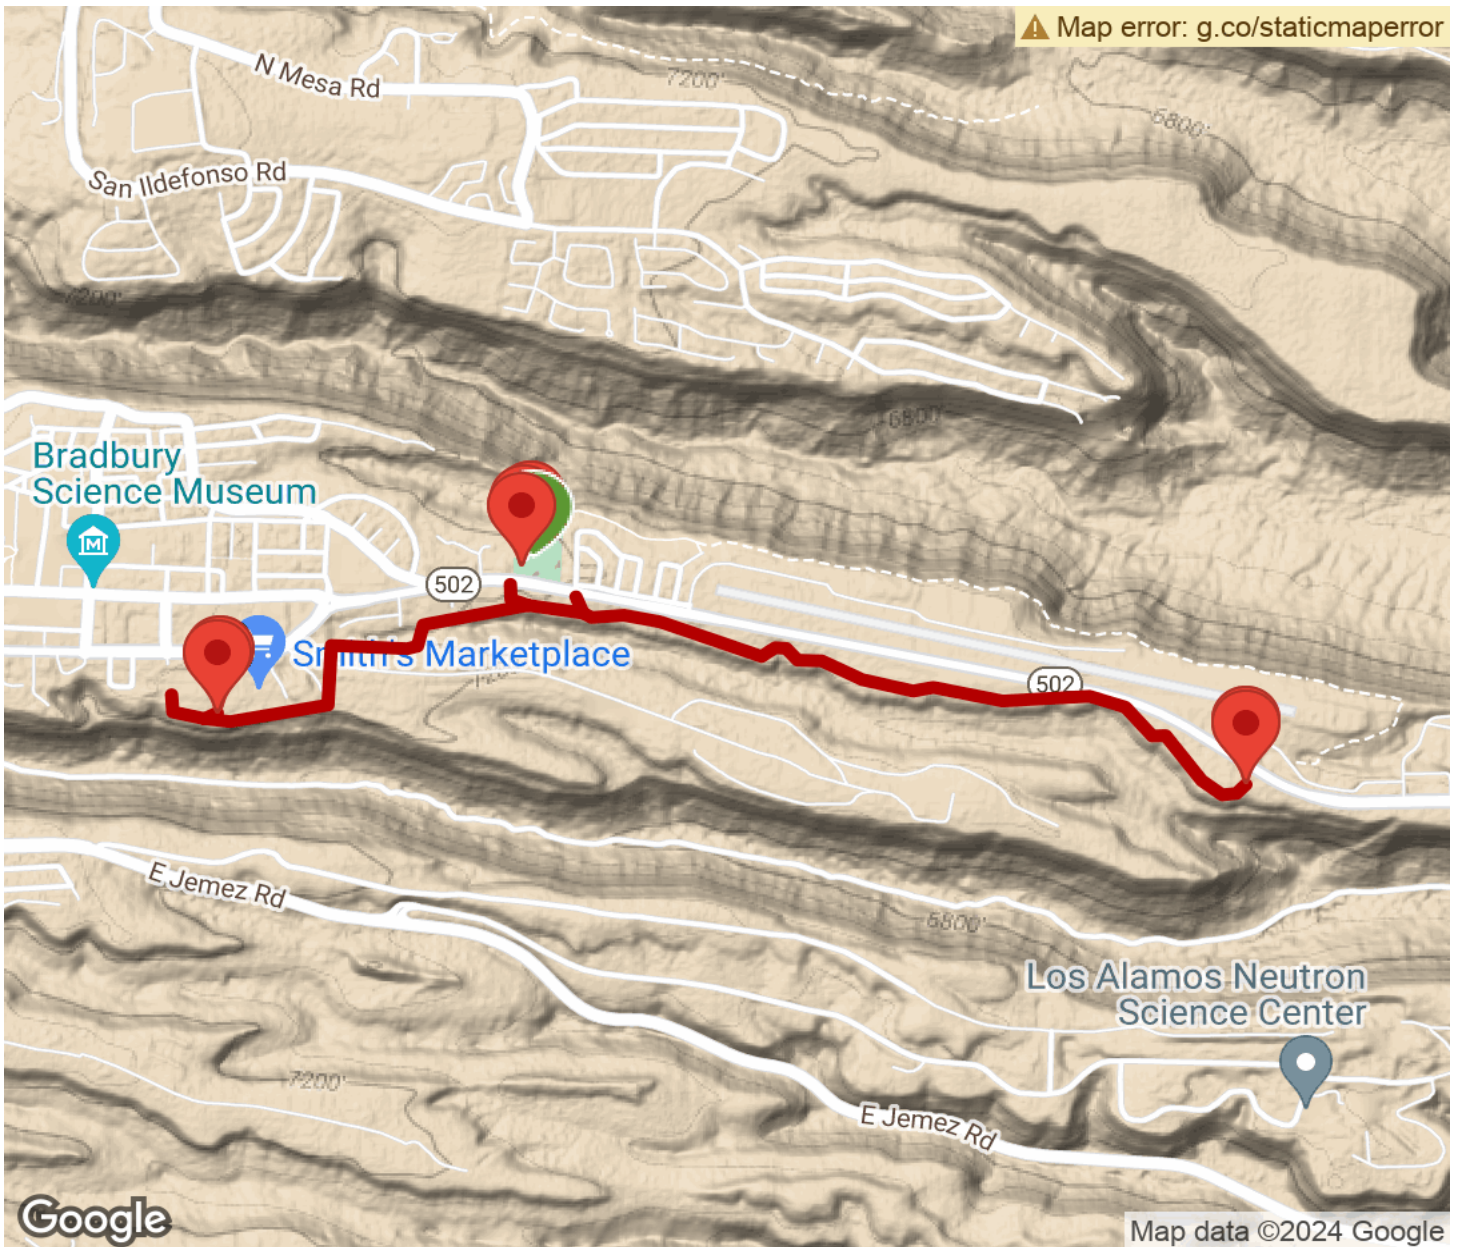 Map error: g.co/staticmaperror
N Mesa Rd
7200'
6800'
San Ildefonso Rd
7200'
6800'
Bradbury
Science Museum
M
502
Smith's Marketplace
502
E Jemez Rd
6800'
Los Alamos Neutron
Science Center
7200'
E Jemez Rd
Google
Map data ©2024 Google